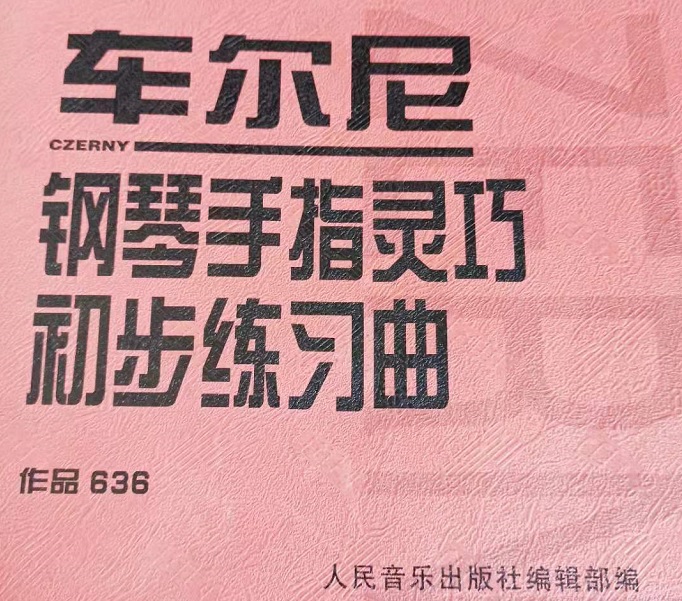 车尔尼
CZERNY
钢琴手指灵巧
初步练习曲
作品 636
人民音乐出版社编辑部编